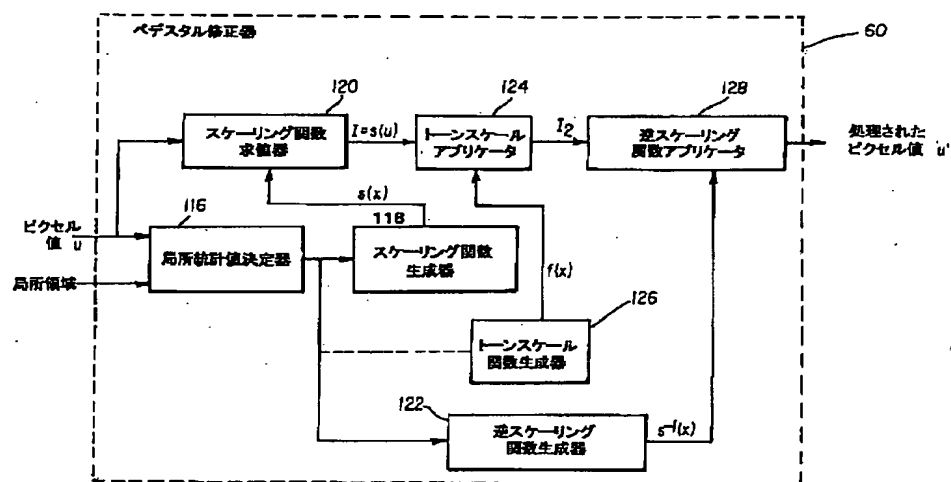 ペデスタル修正器
60
120
124
128
スケーリング関数
求値器
I=s(u)
トーンスケール
アプリケータ
I2
逆スケーリング
関数アプリケータ
処理された
ピクセル値 u'
s(x)
ピクセル
値 u
116
118
局所統計値決定器
スケーリング関数
生成器
f(x)
局所領域
126
トーンスケール
関数生成器
122
逆スケーリング
関数生成器
s⁻¹(x)